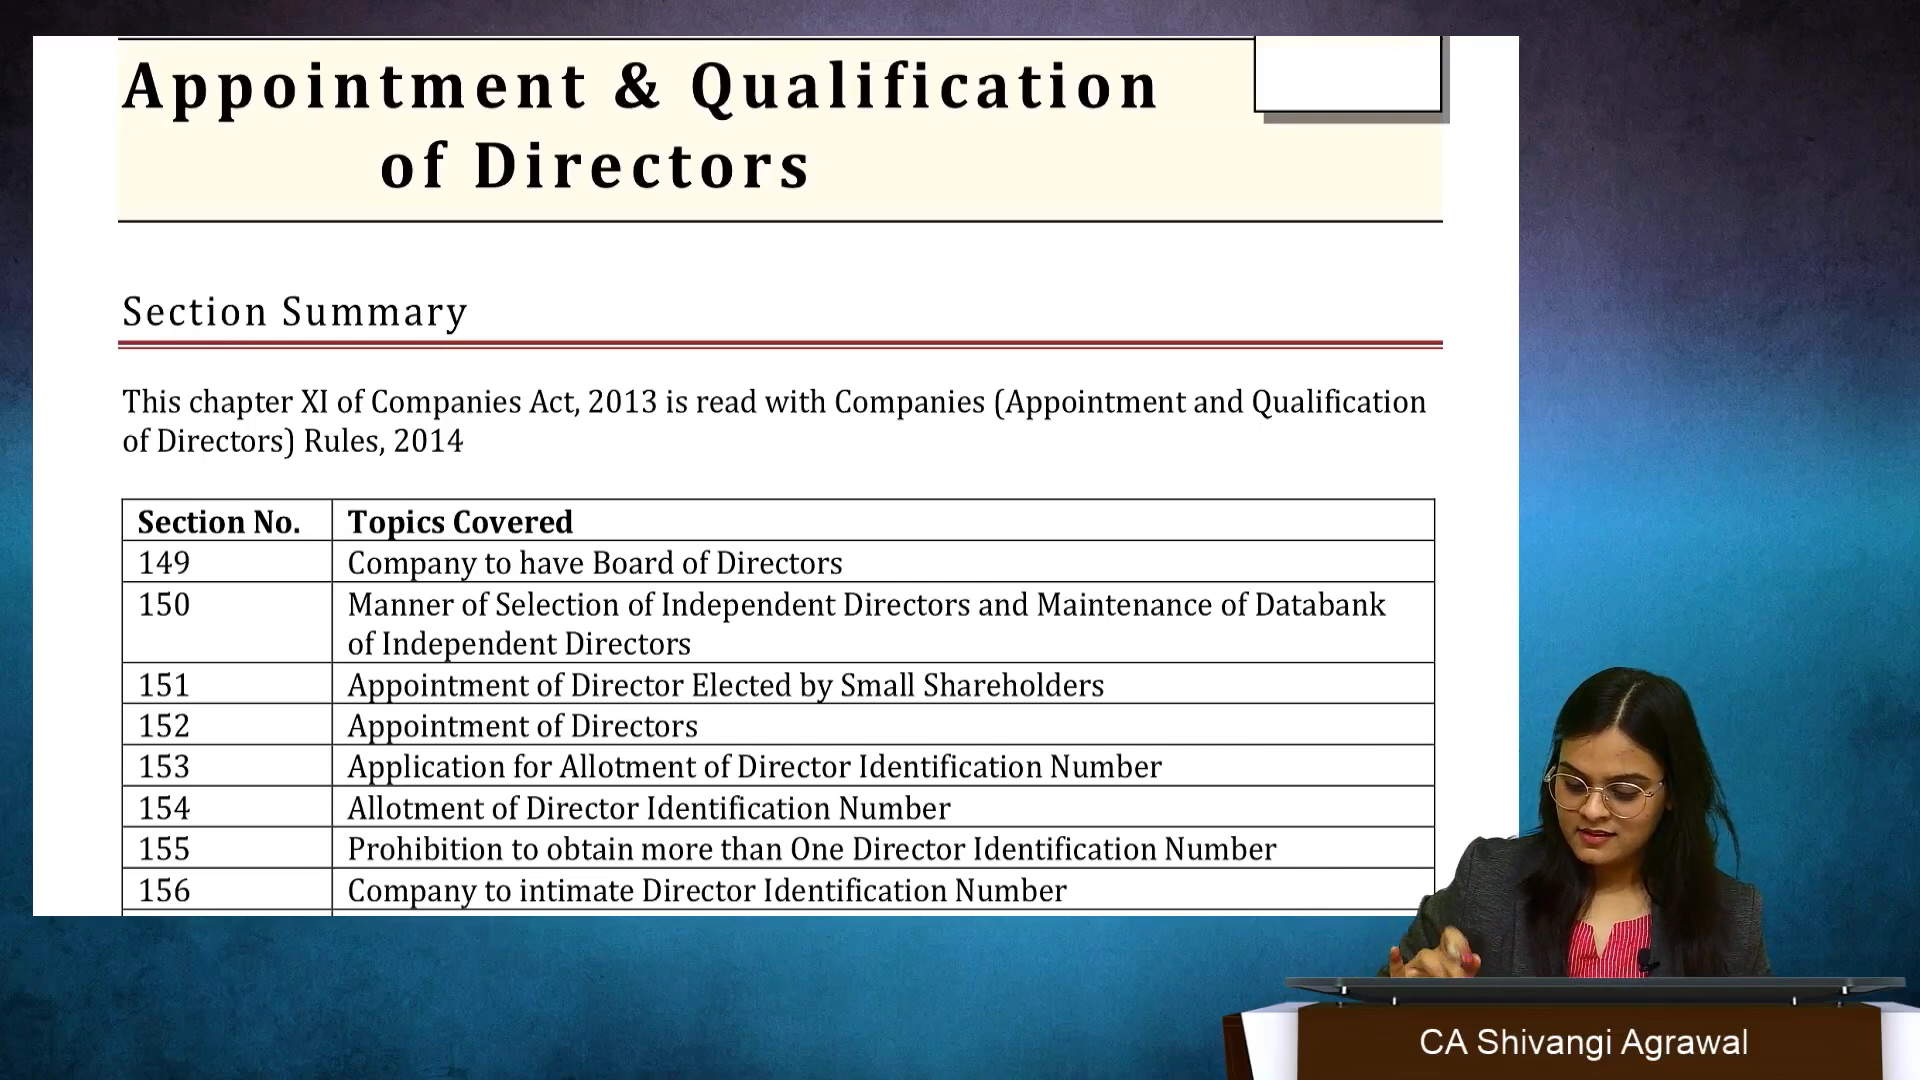 Appointment & Qualification
of Directors
Section Summary
This chapter XI of Companies Act, 2013 is read with Companies (Appointment and Qualification
of Directors) Rules, 2014
Section No. Topics Covered
149 Company to have Board of Directors
150 Manner of Selection of Independent Directors and Maintenance of Databank
of Independent Directors
151 Appointment of Director Elected by Small Shareholders
152 Appointment of Directors
153 Application for Allotment of Director Identification Number
154 Allotment of Director Identification Number
155 Prohibition to obtain more than One Director Identification Number
156 Company to intimate Director Identification Number
CA Shivangi Agrawal